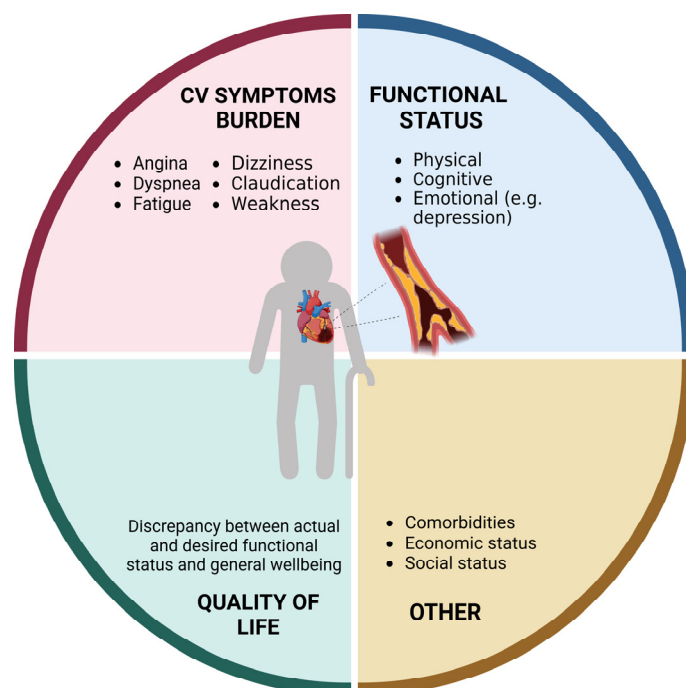 CV SYMPTOMS
BURDEN
• Angina
• Dyspnea
• Fatigue
• Dizziness
• Claudication
• Weakness
FUNCTIONAL
STATUS
• Physical
• Cognitive
• Emotional (e.g.
depression)
Discrepancy between actual
and desired functional
status and general wellbeing
QUALITY OF
LIFE
• Comorbidities
• Economic status
• Social status
OTHER